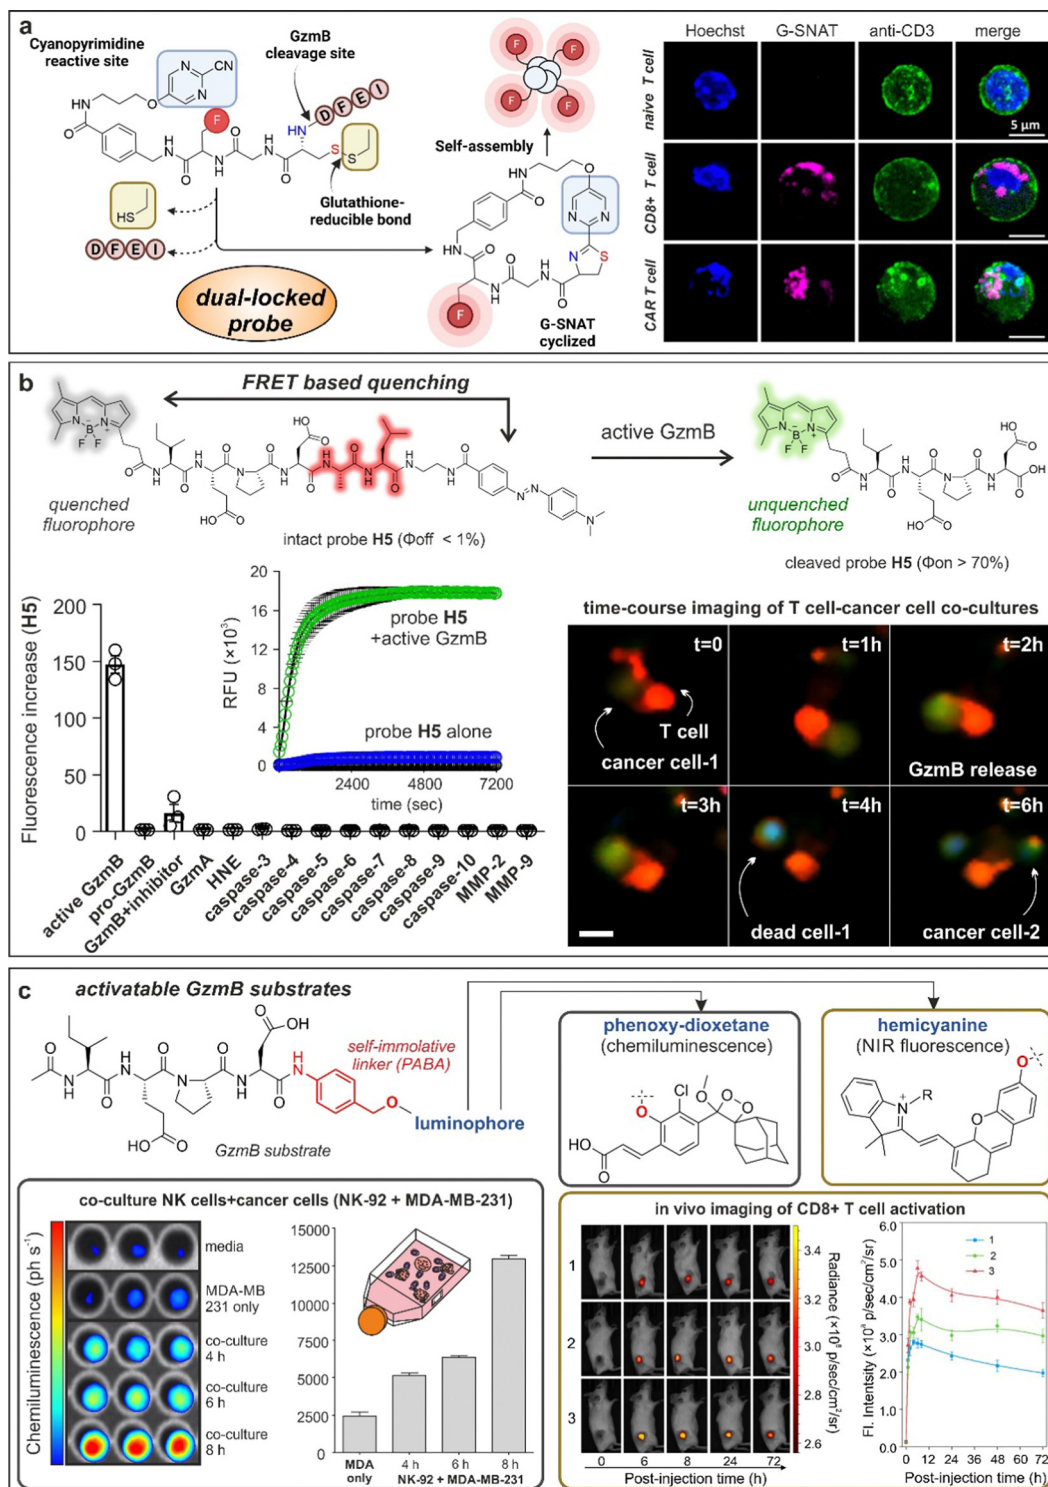 a
Cyanopyrimidine
reactive site
GzmB
cleavage site
N
N
CN
O
HN
O
F
HN
D F E I
N
H
O
H
N
O
N
H
O
H
N
S
S
HS
Glutathione-
reducible bond
D F E I
dual-locked
probe
F
F
F
F
Self-assembly
HN
O
O
N
N
HN
N
S
O
N
H
O
H
N
O
F
G-SNAT
cyclized
Hoechst
G-SNAT
anti-CD3
merge
naive T cell
5 µm
CD8+ T cell
CAR T cell
b
FRET based quenching
quenched
fluorophore
intact probe H5 (Φoff < 1%)
active GzmB
unquenched
fluorophore
cleaved probe H5 (Φon > 70%)
Fluorescence increase (H5)
200
150
100
50
0
active GzmB
pro-GzmB
GzmB+inhibitor
GzmA
HNE
caspase-3
caspase-4
caspase-5
caspase-6
caspase-7
caspase-8
caspase-9
caspase-10
MMP-2
MMP-9
RFU (×10³)
20
16
12
8
4
0
probe H5
+active GzmB
probe H5 alone
2400
4800
7200
time (sec)
time-course imaging of T cell-cancer cell co-cultures
t=0
T cell
cancer cell-1
t=1h
t=2h
GzmB release
t=3h
t=4h
dead cell-1
t=6h
cancer cell-2
c
activatable GzmB substrates
self-immolative
linker (PABA)
luminophore
GzmB substrate
phenoxy-dioxetane
(chemiluminescence)
hemicyanine
(NIR fluorescence)
co-culture NK cells+cancer cells (NK-92 + MDA-MB-231)
Chemiluminescence (ph s⁻¹)
media
MDA-MB
231 only
co-culture
4 h
co-culture
6 h
co-culture
8 h
15000
12500
10000
7500
5000
2500
0
MDA
only
4 h
6 h
8 h
NK-92 + MDA-MB-231
in vivo imaging of CD8+ T cell activation
1
2
3
0
6
8
24
72
Post-injection time (h)
3.4
3.2
3.0
2.8
2.6
Radiance (×10⁸ p/sec/cm²/sr)
Fl. Intentsity (×10⁸ p/sec/cm²/sr)
6.0
5.0
4.0
3.0
2.0
1.0
0.0
1
2
3
0 12 24 36 48 60 72
Post-injection time (h)